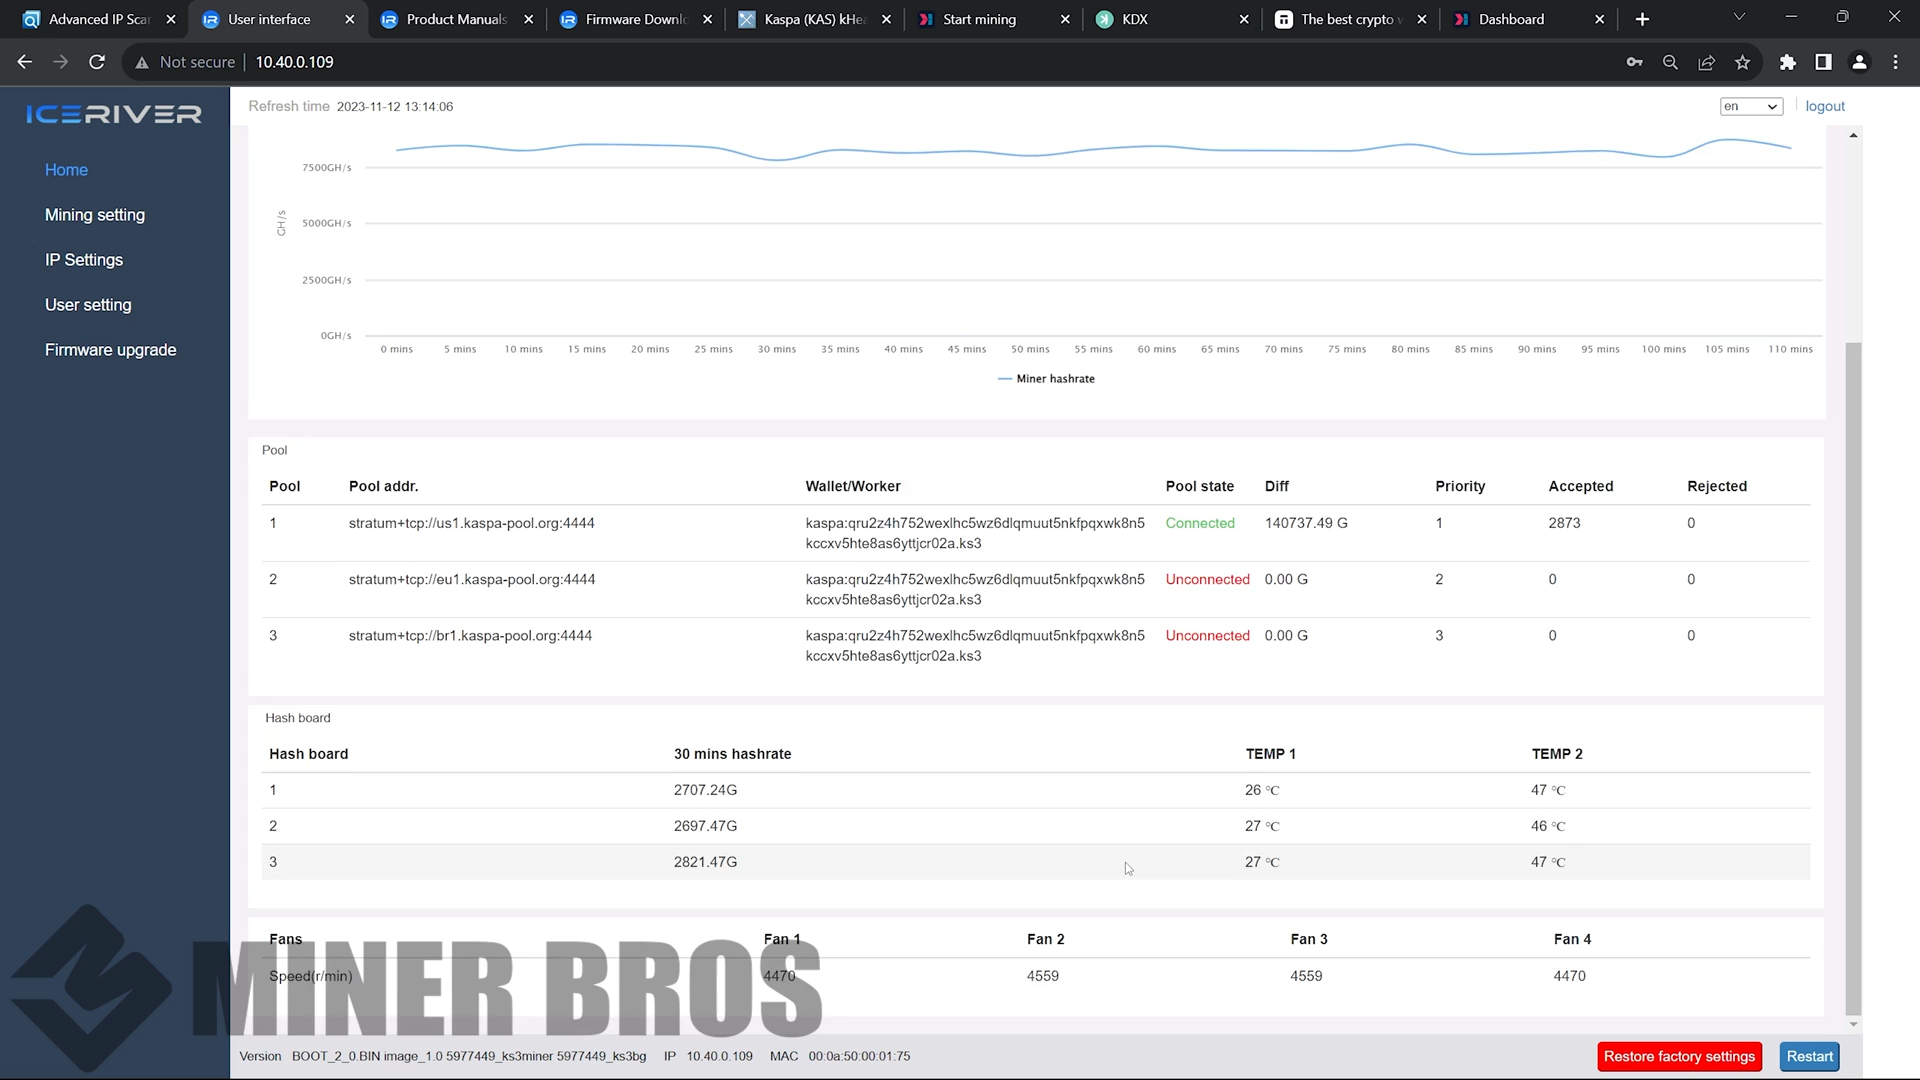 Advanced IP Scan
User interface
Product Manuals
Firmware Downl
Kaspa (KAS) kHe
Start mining
KDX
The best crypto
Dashboard
Not secure 10.40.0.109
ICERIVER
Home
Mining setting
IP Settings
User setting
Firmware upgrade
Refresh time 2023-11-12 13:14:06
en
logout
7500GH/s
5000GH/s
2500GH/s
0GH/s
GH/s
0 mins 5 mins 10 mins 15 mins 20 mins 25 mins 30 mins 35 mins 40 mins 45 mins 50 mins 55 mins 60 mins 65 mins 70 mins 75 mins 80 mins 85 mins 90 mins 95 mins 100 mins 105 mins 110 mins
Miner hashrate
Pool
Pool Pool addr. Wallet/Worker Pool state Diff Priority Accepted Rejected
1 stratum+tcp://us1.kaspa-pool.org:4444 kaspa:qru2z4h752wexlhc5wz6dlqmuut5nkfpqxwk8n5 Connected 140737.49 G 1 2873 0
kccxv5hte8as6yttjcr02a.ks3
2 stratum+tcp://eu1.kaspa-pool.org:4444 kaspa:qru2z4h752wexlhc5wz6dlqmuut5nkfpqxwk8n5 Unconnected 0.00 G 2 0 0
kccxv5hte8as6yttjcr02a.ks3
3 stratum+tcp://br1.kaspa-pool.org:4444 kaspa:qru2z4h752wexlhc5wz6dlqmuut5nkfpqxwk8n5 Unconnected 0.00 G 3 0 0
kccxv5hte8as6yttjcr02a.ks3
Hash board
Hash board 30 mins hashrate TEMP 1 TEMP 2
1 2707.24G 26 ℃ 47 ℃
2 2697.47G 27 ℃ 46 ℃
3 2821.47G 27 ℃ 47 ℃
Fans Fan 1 Fan 2 Fan 3 Fan 4
Speed(r/min) 4470 4559 4559 4470
MINER BROS
Version BOOT_2_0.BIN image_1.0 5977449_ks3miner 5977449_ks3bg IP 10.40.0.109 MAC 00:0a:50:00:01:75
Restore factory settings
Restart